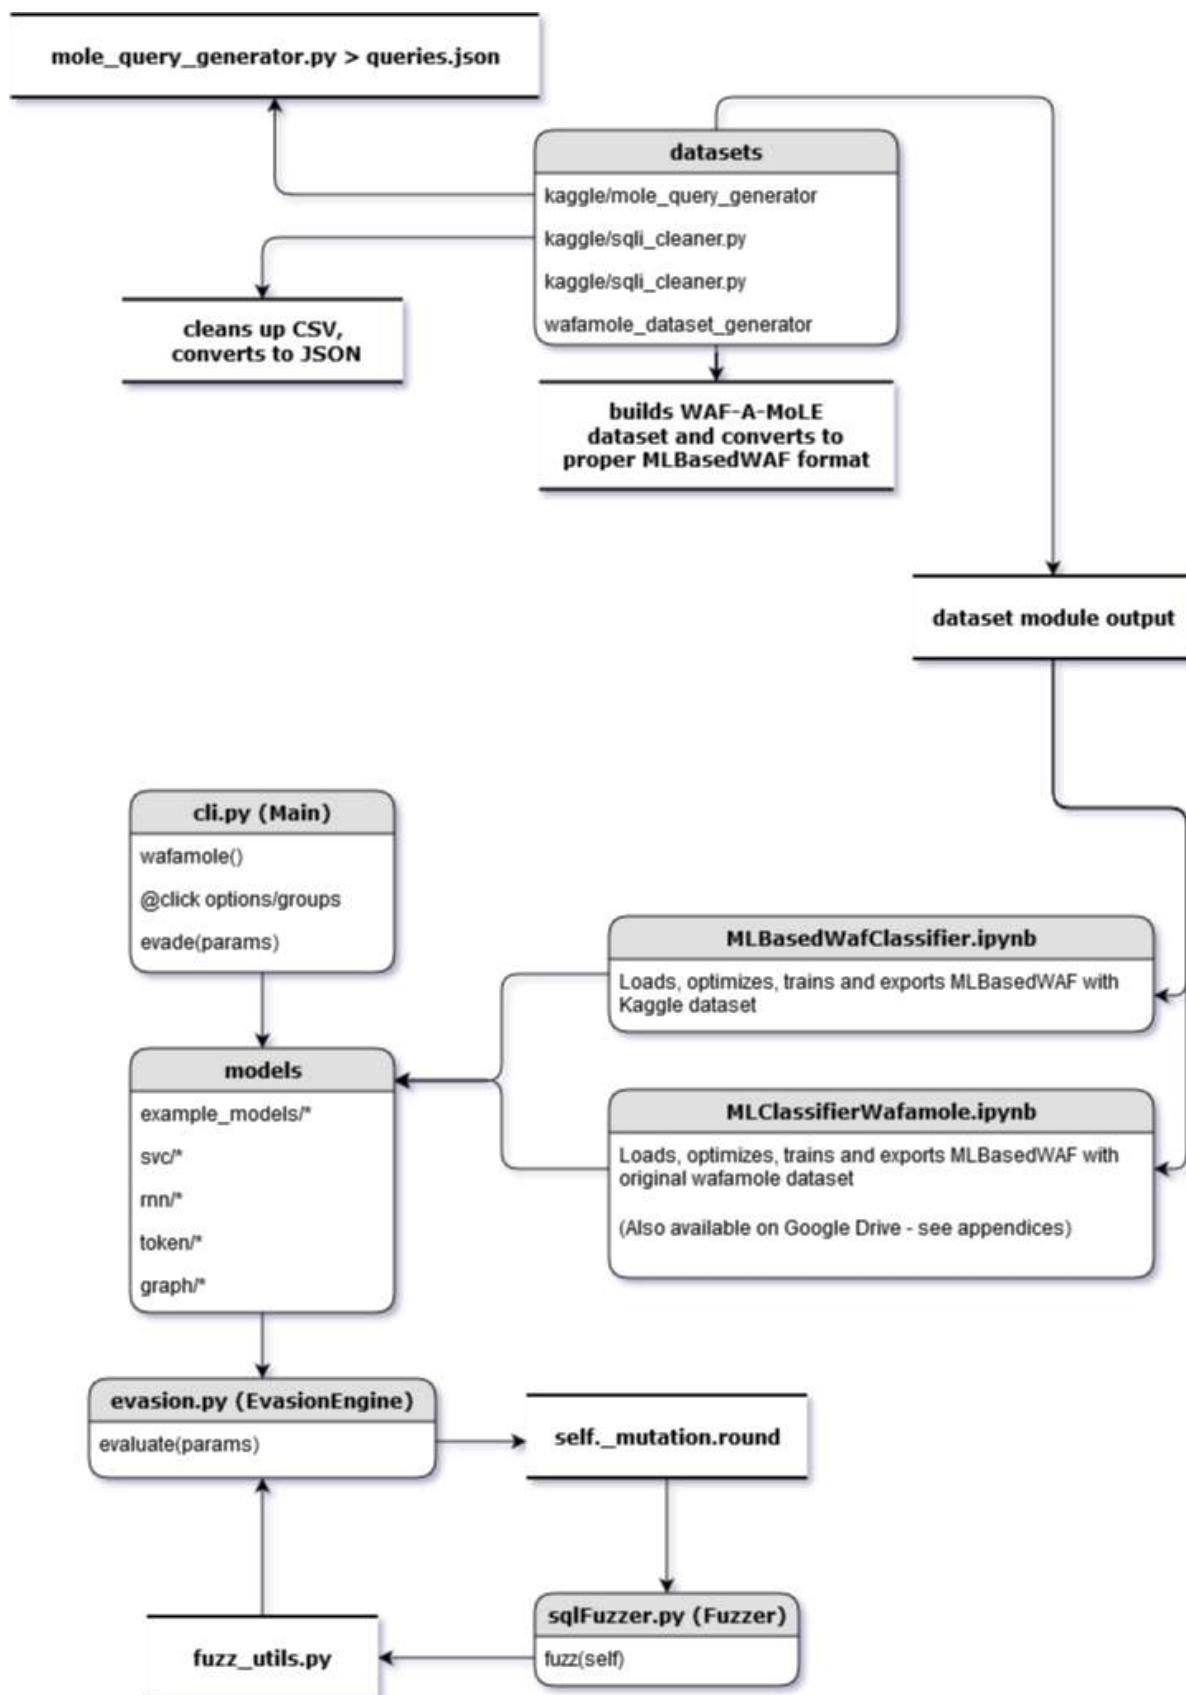 mole_query_generator.py > queries.json
datasets
kaggle/mole_query_generator
kaggle/sqli_cleaner.py
kaggle/sqli_cleaner.py
wafamole_dataset_generator
cleans up CSV,
converts to JSON
builds WAF-A-MoLE
dataset and converts to
proper MLBasedWAF format
dataset module output
cli.py (Main)
wafamole()
@click options/groups
evade(params)
MLBasedWafClassifier.ipynb
Loads, optimizes, trains and exports MLBasedWAF with
Kaggle dataset
models
example_models/*
svc/*
rnn/*
token/*
graph/*
MLClassifierWafamole.ipynb
Loads, optimizes, trains and exports MLBasedWAF with
original wafamole dataset
(Also available on Google Drive - see appendices)
evasion.py (EvasionEngine)
evaluate(params)
self._mutation.round
sqlFuzzer.py (Fuzzer)
fuzz(self)
fuzz_utils.py